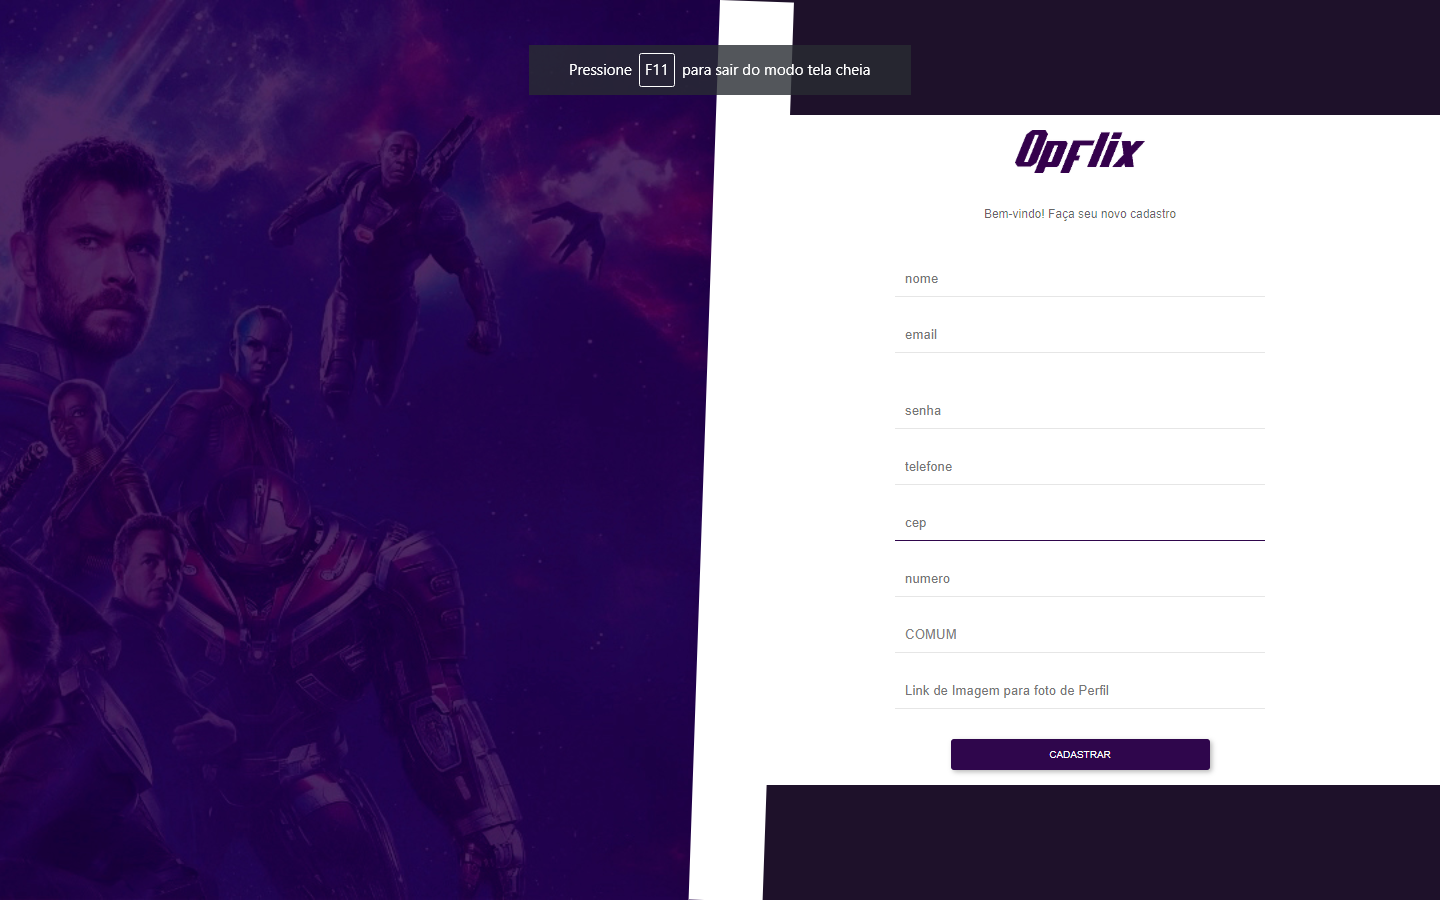 Pressione F11 para sair do modo tela cheia
Opflix
Bem-vindo! Faça seu novo cadastro
nome
email
senha
telefone
cep
numero
COMUM
Link de Imagem para foto de Perfil
CADASTRAR